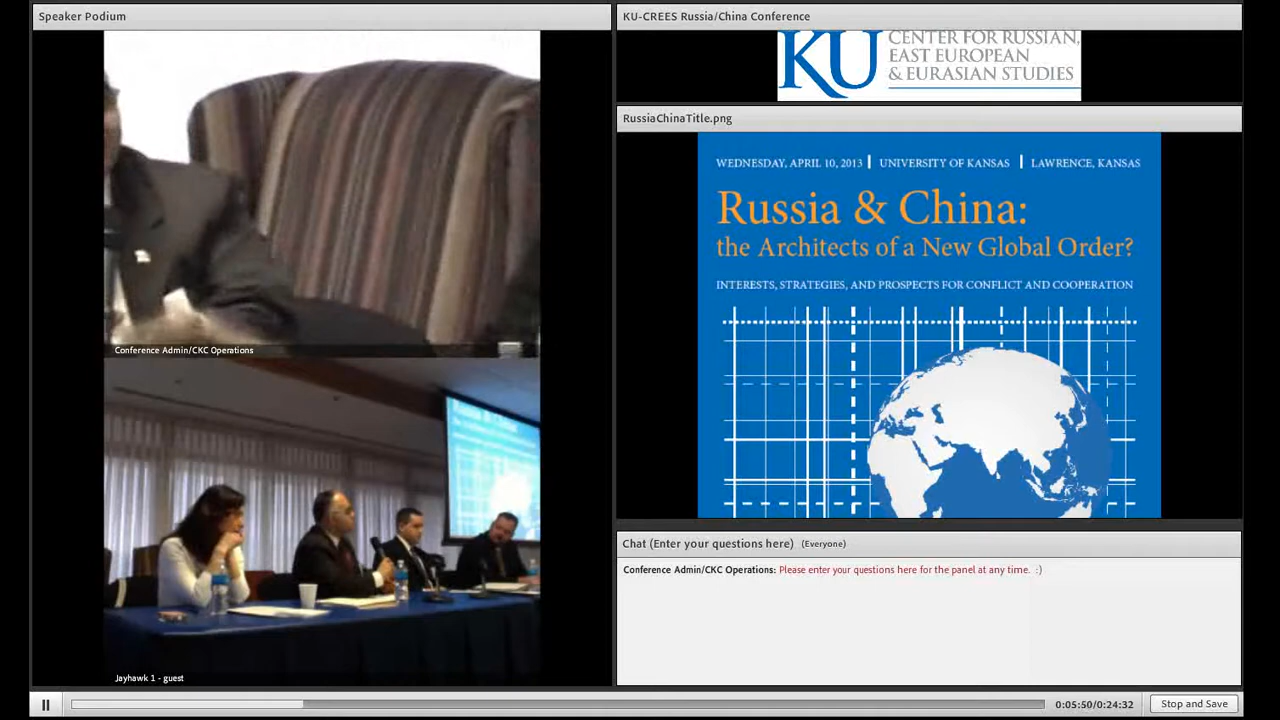 Speaker Podium
Conference Admin/CKC Operations
Jayhawk 1 - guest
KU-CREES Russia/China Conference
KU
CENTER FOR RUSSIAN,
EAST EUROPEAN
& EURASIAN STUDIES
RussiaChinaTitle.png
WEDNESDAY, APRIL 10, 2013 | UNIVERSITY OF KANSAS | LAWRENCE, KANSAS
Russia & China:
the Architects of a New Global Order?
INTERESTS, STRATEGIES, AND PROSPECTS FOR CONFLICT AND COOPERATION
Chat (Enter your questions here) (Everyone)
Conference Admin/CKC Operations: Please enter your questions here for the panel at any time. :)
0:05:50/0:24:32
Stop and Save